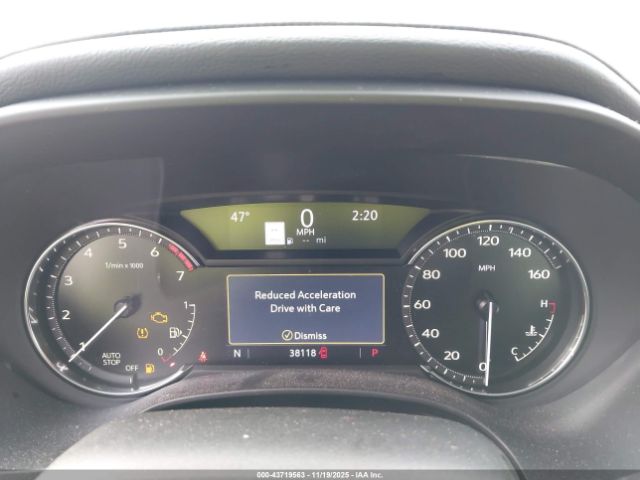 47° 0 2:20
MPH
-- mi
1/min x 1000
1 2 3 4 5 6 7
AUTO
STOP
OFF
1
0
Reduced Acceleration
Drive with Care
Dismiss
N 38118 P
0 20 40 60 80 100 120 140 160
MPH
H
C
000-43719563 - 11/19/2025 - IAA Inc.